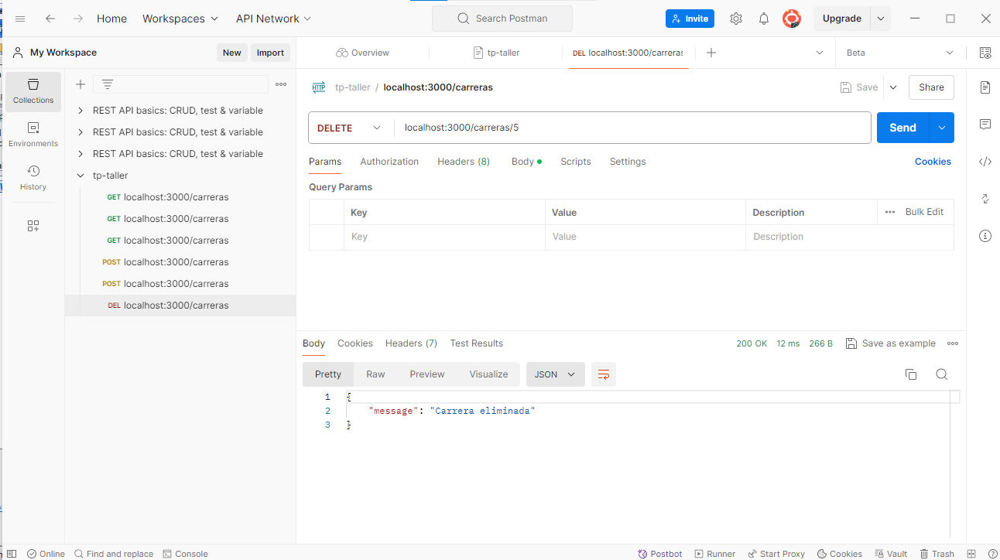 Home Workspaces API Network Search Postman Invite Upgrade
My Workspace New Import Overview tp-taller DEL localhost:3000/carreras Beta
Collections
Environments
History
REST API basics: CRUD, test & variable
REST API basics: CRUD, test & variable
REST API basics: CRUD, test & variable
tp-taller
GET localhost:3000/carreras
GET localhost:3000/carreras
GET localhost:3000/carreras
POST localhost:3000/carreras
POST localhost:3000/carreras
DEL localhost:3000/carreras
HTTP tp-taller / localhost:3000/carreras Save Share
DELETE localhost:3000/carreras/5 Send
Params Authorization Headers (8) Body Scripts Settings Cookies
Query Params
Key Value Description Bulk Edit
Key Value Description
Body Cookies Headers (7) Test Results 200 OK 12 ms 266 B Save as example
Pretty Raw Preview Visualize JSON
1 {
2 "message": "Carrera eliminada"
3 }
Online Find and replace Console Postbot Runner Start Proxy Cookies Vault Trash